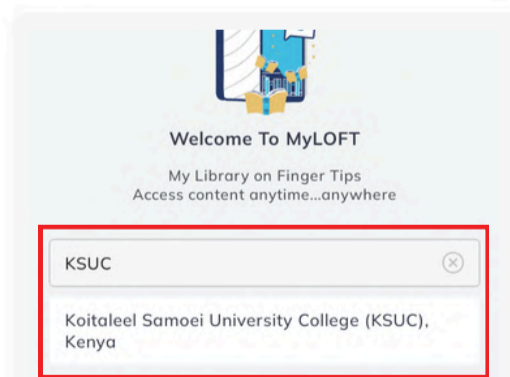 Welcome To MyLOFT
My Library on Finger Tips
Access content anytime...anywhere
KSUC
Koitaleel Samoei University College (KSUC),
Kenya